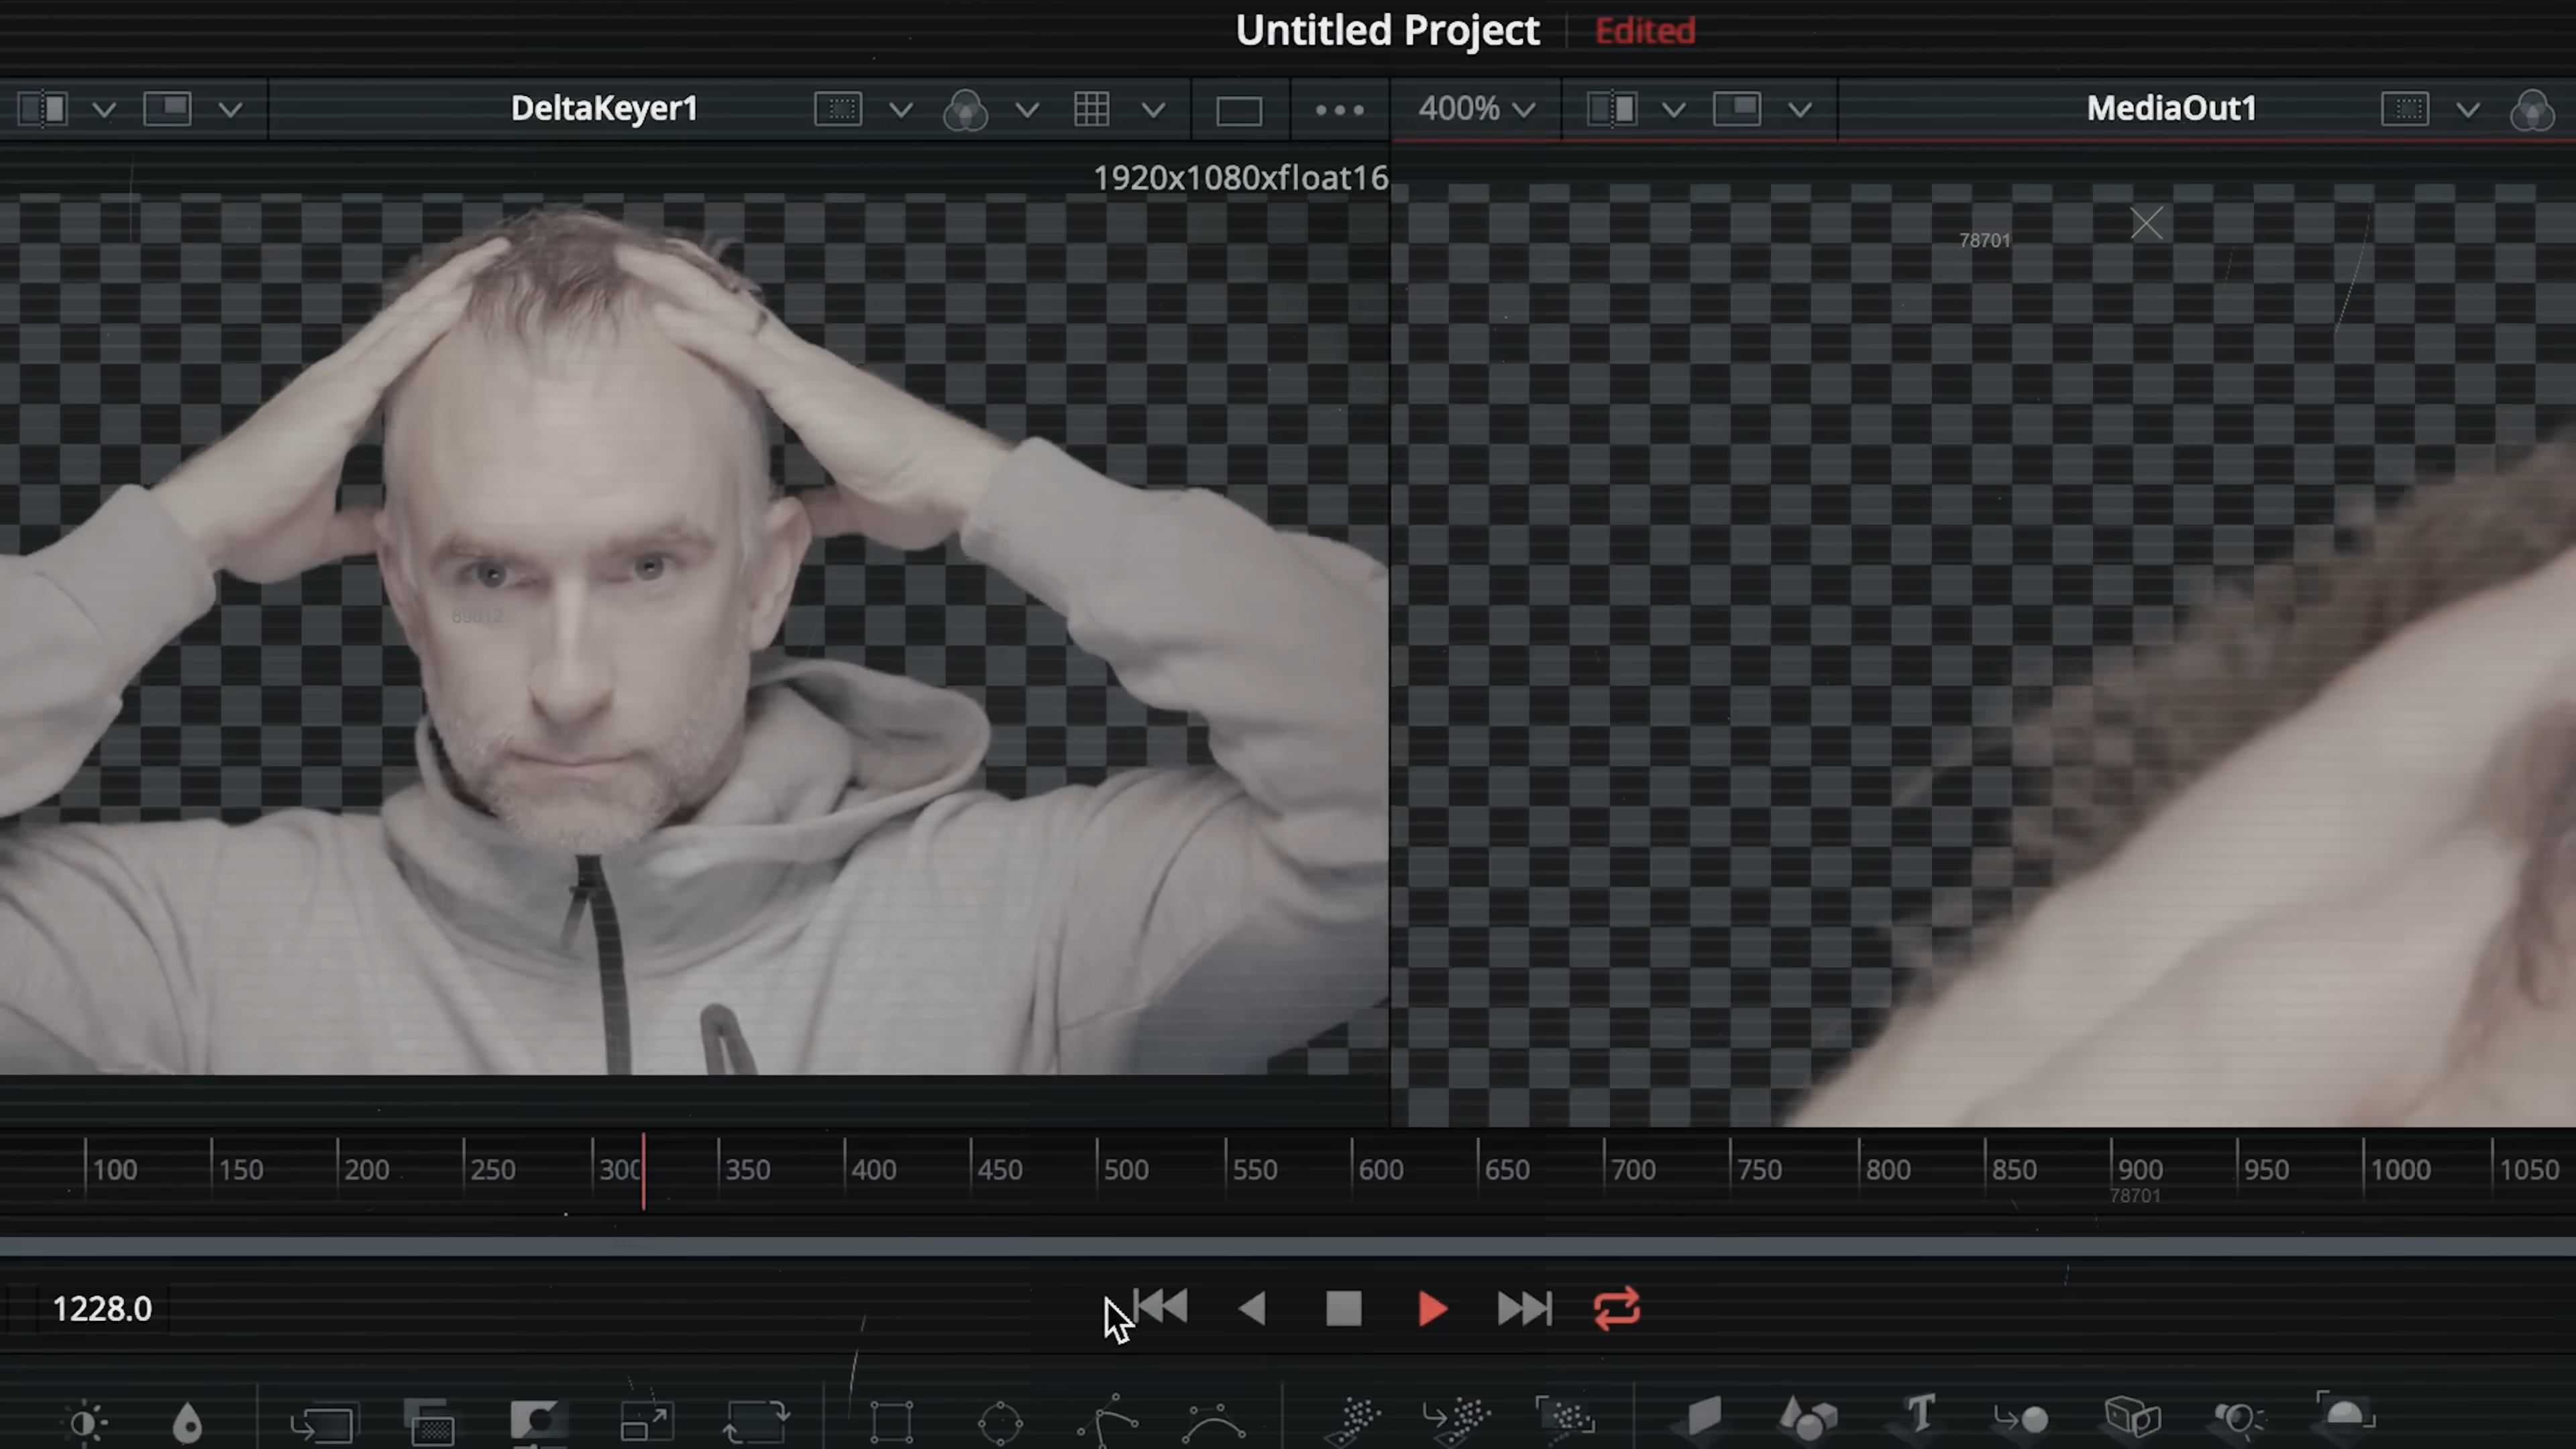 Untitled Project Edited
DeltaKeyer1 400% MediaOut1
1920x1080xfloat16
78701
89812
100 150 200 250 300 350 400 450 500 550 600 650 700 750 800 850 900 950 1000 1050
78701
1228.0